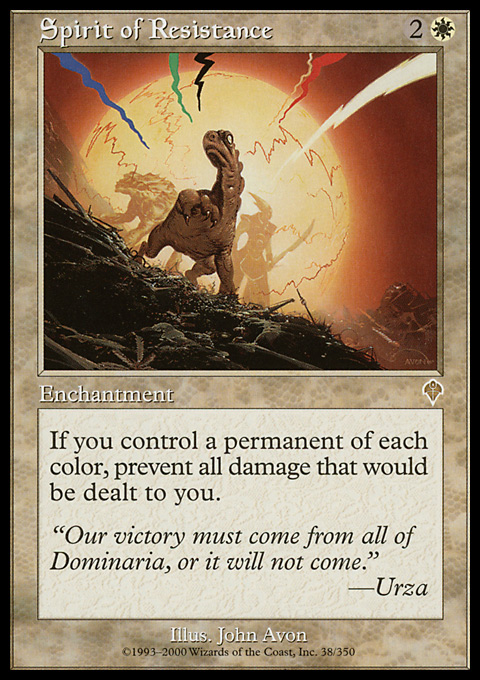 Spirit of Resistance
2
Enchantment
If you control a permanent of each
color, prevent all damage that would
be dealt to you.
“Our victory must come from all of
Dominaria, or it will not come.”
—Urza
Illus. John Avon
©1993–2000 Wizards of the Coast, Inc. 38/350